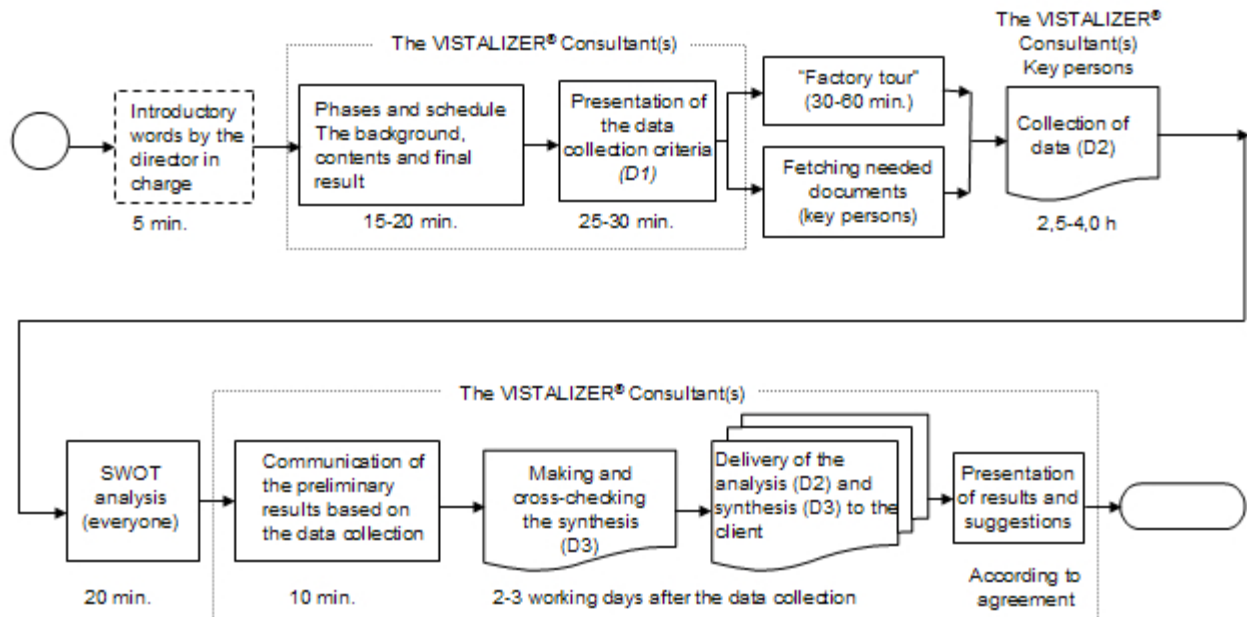 The VISTALIZER® Consultant(s)
Introductory
words by the
director in
charge
5 min.
Phases and schedule
The background,
contents and final
result
15-20 min.
Presentation of
the data
collection criteria
(D1)
25-30 min.
"Factory tour"
(30-60 min.)
Fetching needed
documents
(key persons)
The VISTALIZER®
Consultant(s)
Key persons
Collection of
data (D2)
2,5-4,0 h
SWOT
analysis
(everyone)
20 min.
The VISTALIZER® Consultant(s)
Communication of
the preliminary
results based on
the data collection
10 min.
Making and
cross-checking
the synthesis
(D3)
Delivery of the
analysis (D2) and
synthesis (D3) to the
client
2-3 working days after the data collection
Presentation
of results and
suggestions
According to
agreement